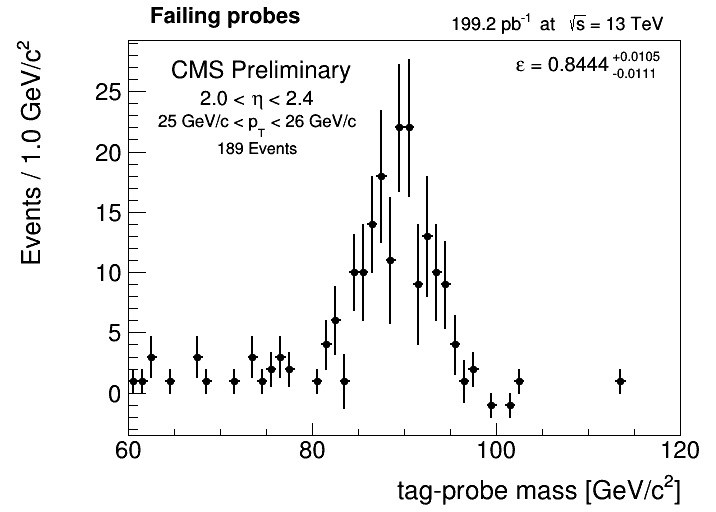 Failing probes
199.2 pb⁻¹ at √s = 13 TeV
CMS Preliminary
2.0 < η < 2.4
25 GeV/c < p_T < 26 GeV/c
189 Events
ε = 0.8444 +0.0105 -0.0111
Events / 1.0 GeV/c²
25
20
15
10
5
0
60 80 100 120
tag-probe mass [GeV/c²]